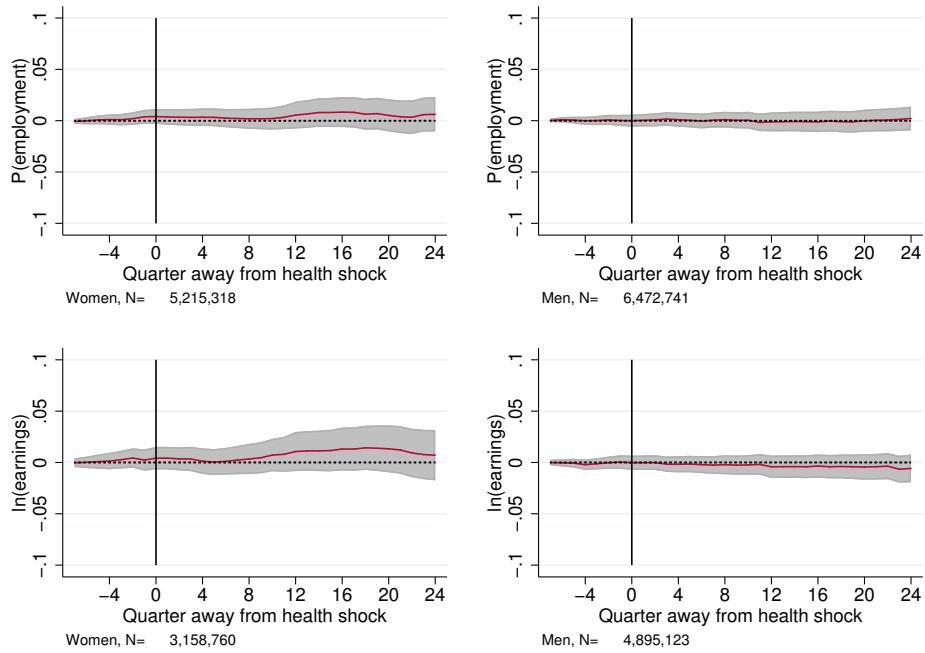 P(employment)
.1
.05
0
-.05
-.1
-4 0 4 8 12 16 20 24
Quarter away from health shock
Women, N= 5,215,318
P(employment)
.1
.05
0
-.05
-.1
-4 0 4 8 12 16 20 24
Quarter away from health shock
Men, N= 6,472,741
ln(earnings)
.1
.05
0
-.05
-.1
-4 0 4 8 12 16 20 24
Quarter away from health shock
Women, N= 3,158,760
ln(earnings)
.1
.05
0
-.05
-.1
-4 0 4 8 12 16 20 24
Quarter away from health shock
Men, N= 4,895,123